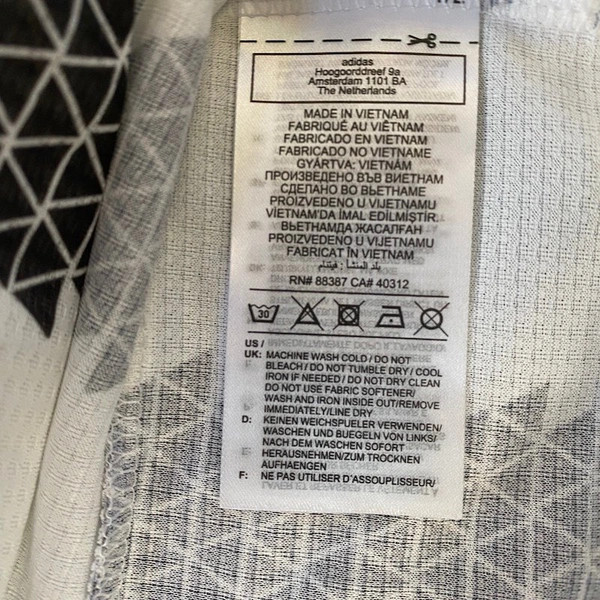 adidas
Hoogoorddreef 9a
Amsterdam 1101 BA
The Netherlands
MADE IN VIETNAM
FABRIQUÉ AU VIÊTNAM
FABRICADO EN VIETNAM
FABRICADO NO VIETNAME
GYÁRTVA: VIETNÁM
ПРОИЗВЕДЕНО ВЪВ ВИЕТНАМ
СДЕЛАНО ВО ВЬЕТНАМЕ
PROIZVEDENO U VIJETNAMU
VİETNAM'DA İMAL EDİLMİŞTİR.
ВЬЕТНАМДА ЖАСАЛҒАН
PROIZVEDENO U VIJETNAMU
FABRICAT ÎN VIETNAM
بلد المنشأ : فيتنام
RN# 88387 CA# 40312
30
US /
UK: MACHINE WASH COLD / DO NOT
BLEACH / DO NOT TUMBLE DRY / COOL
IRON IF NEEDED / DO NOT DRY CLEAN
DO NOT USE FABRIC SOFTENER/
WASH AND IRON INSIDE OUT/REMOVE
IMMEDIATELY/LINE DRY
D: KEINEN WEICHSPUELER VERWENDEN/
WASCHEN UND BUEGELN VON LINKS/
NACH DEM WASCHEN SOFORT
HERAUSNEHMEN/ZUM TROCKNEN
AUFHAENGEN
F: NE PAS UTILISER D'ASSOUPLISSEUR/